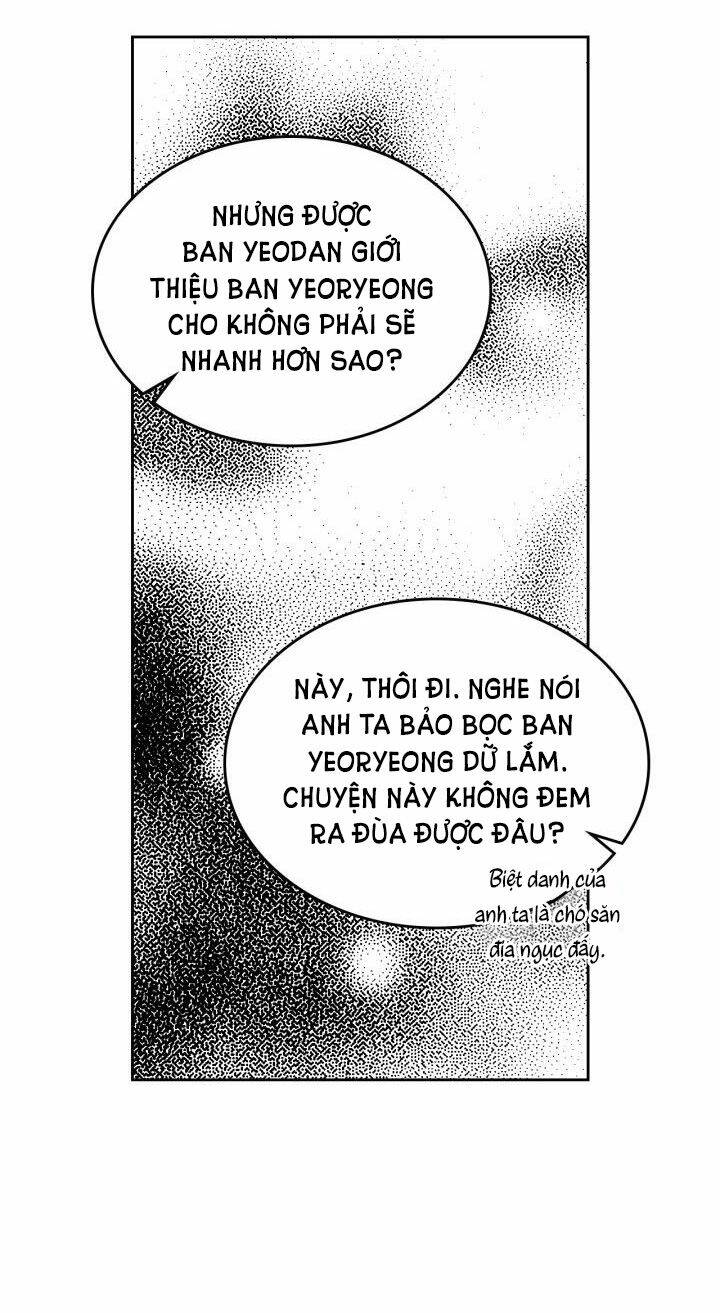 NHƯNG ĐƯỢC
BAN YEODAN GIỚI
THIỆU BAN YEORYEONG
CHO KHÔNG PHẢI SẼ
NHANH HƠN SAO?
NÀY, THÔI ĐI. NGHE NÓI
ANH TA BẢO BỌC BAN
YEORYEONG DỮ LẮM.
CHUYỆN NÀY KHÔNG ĐEM
RA ĐÙA ĐƯỢC ĐÂU?
Biệt danh của
anh ta là chó săn
địa ngục đấy.